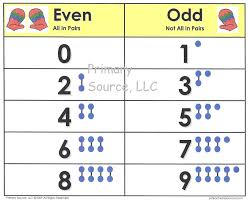 Even Odd
All in Pairs Not All in Pairs
0 1
Primary
Source, LLC
2 3
4 5
6 7
8 9